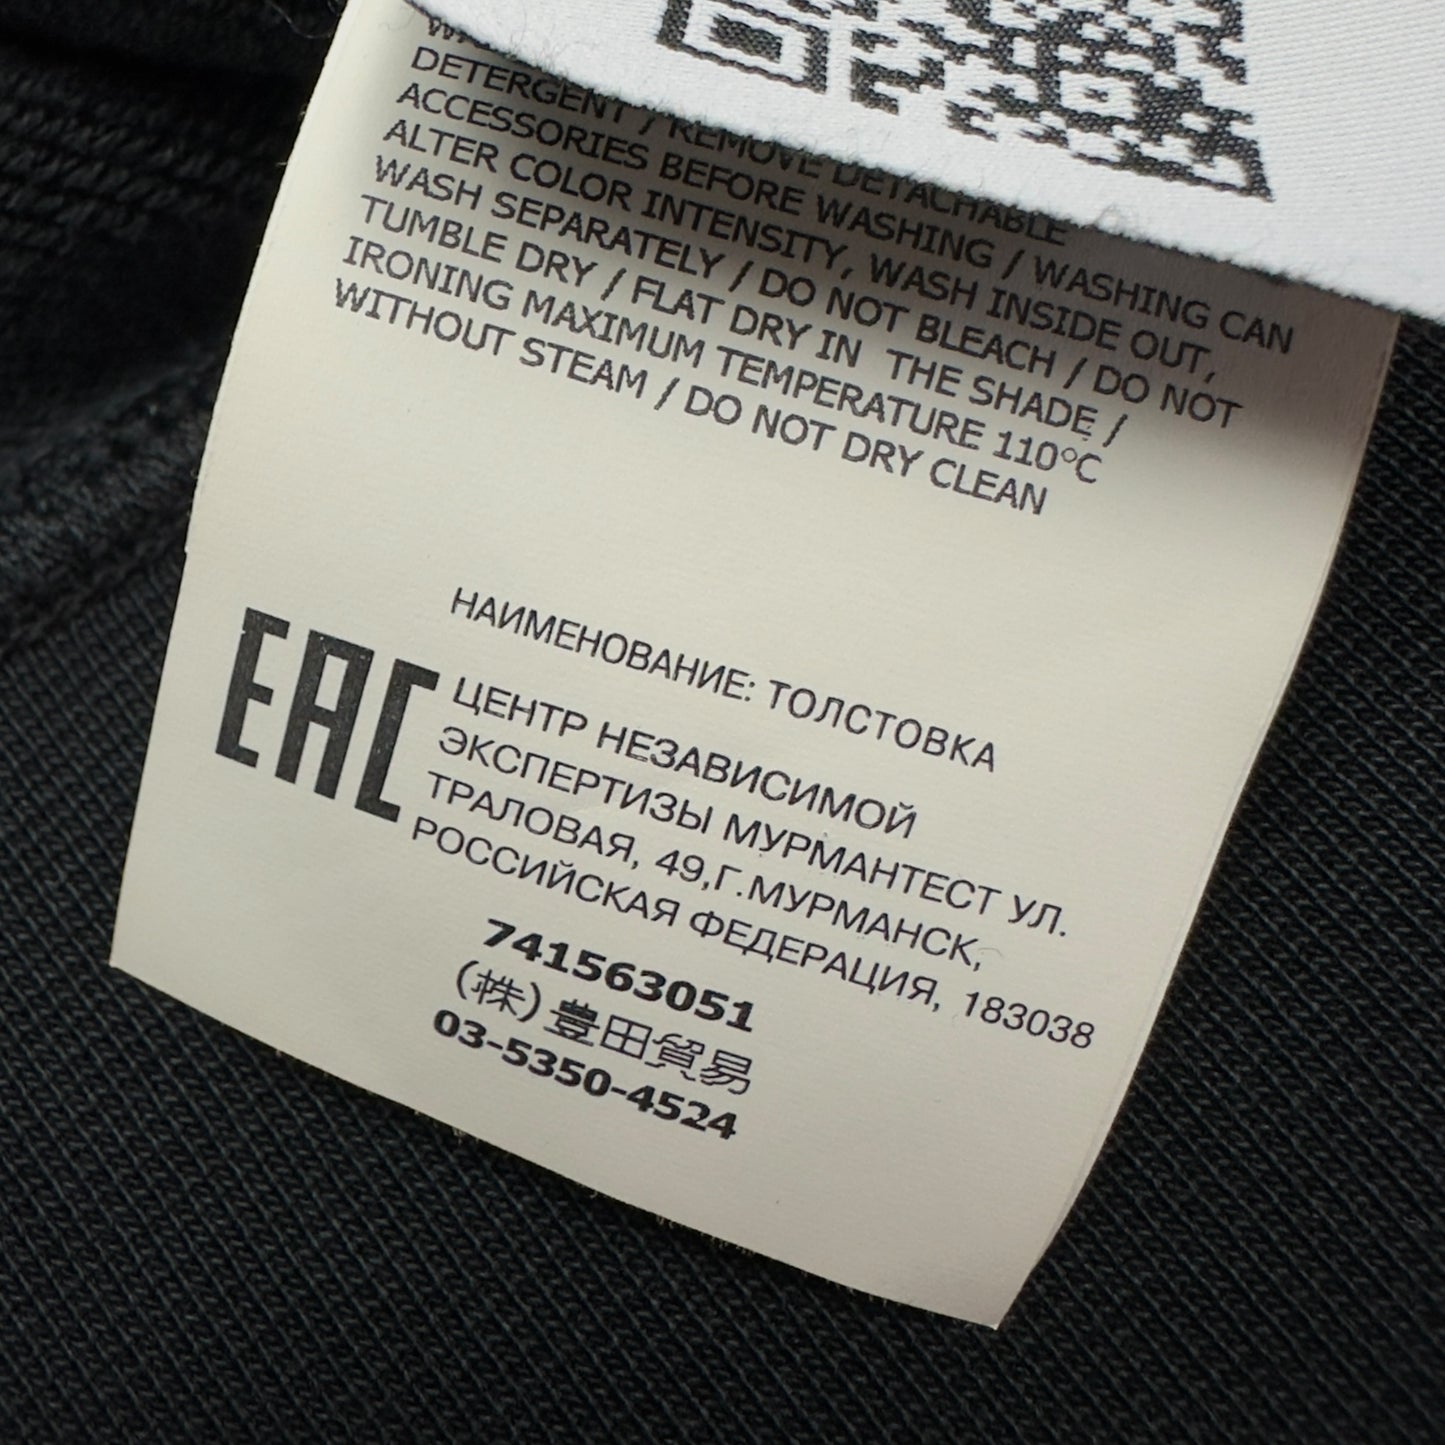 DETERGENT / REMOVE DETACHABLE
ACCESSORIES BEFORE WASHING / WASHING CAN
ALTER COLOR INTENSITY, WASH INSIDE OUT,
WASH SEPARATELY / DO NOT BLEACH / DO NOT
TUMBLE DRY / FLAT DRY IN THE SHADE /
IRONING MAXIMUM TEMPERATURE 110°C
WITHOUT STEAM / DO NOT DRY CLEAN
НАИМЕНОВАНИЕ: ТОЛСТОВКА
EAC
ЦЕНТР НЕЗАВИСИМОЙ
ЭКСПЕРТИЗЫ МУРМАНТЕСТ УЛ.
ТРАЛОВАЯ, 49,Г.МУРМАНСК,
РОССИЙСКАЯ ФЕДЕРАЦИЯ, 183038
741563051
(株)豊田貿易
03-5350-4524